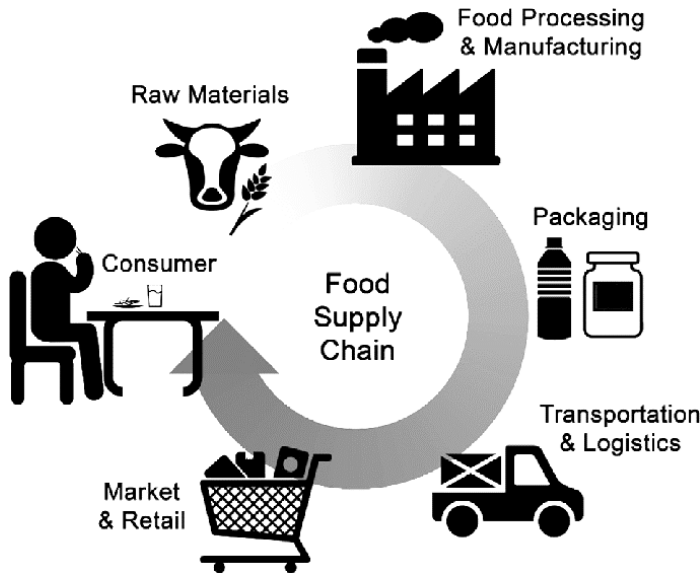 Food Processing
& Manufacturing
Raw Materials
Packaging
Consumer
Food
Supply
Chain
Transportation
& Logistics
Market
& Retail